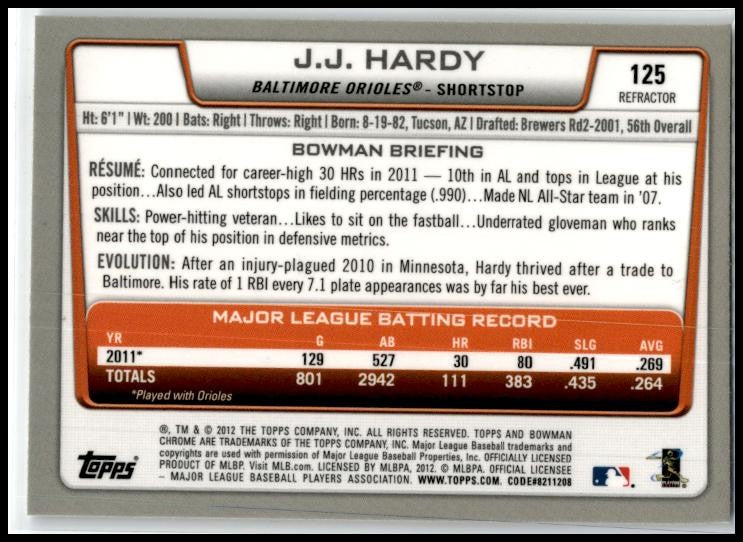 J.J. HARDY
BALTIMORE ORIOLES® - SHORTSTOP
125
REFRACTOR
Ht: 6'1" | Wt: 200 | Bats: Right | Throws: Right | Born: 8-19-82, Tucson, AZ | Drafted: Brewers Rd2-2001, 56th Overall
BOWMAN BRIEFING
RÉSUMÉ: Connected for career-high 30 HRs in 2011 — 10th in AL and tops in League at his
position...Also led AL shortstops in fielding percentage (.990)...Made NL All-Star team in '07.
SKILLS: Power-hitting veteran...Likes to sit on the fastball...Underrated gloveman who ranks
near the top of his position in defensive metrics.
EVOLUTION: After an injury-plagued 2010 in Minnesota, Hardy thrived after a trade to
Baltimore. His rate of 1 RBI every 7.1 plate appearances was by far his best ever.
MAJOR LEAGUE BATTING RECORD
YR G AB HR RBI SLG AVG
2011* 129 527 30 80 .491 .269
TOTALS 801 2942 111 383 .435 .264
*Played with Orioles
®, TM & © 2012 THE TOPPS COMPANY, INC. ALL RIGHTS RESERVED. TOPPS AND BOWMAN
CHROME ARE TRADEMARKS OF THE TOPPS COMPANY, INC. Major League Baseball trademarks and
copyrights are used with permission of Major League Baseball Properties, Inc. OFFICIALLY LICENSED
PRODUCT OF MLBP. Visit MLB.com. LICENSED BY MLBPA, 2012. © MLBPA. OFFICIAL LICENSEE
- MAJOR LEAGUE BASEBALL PLAYERS ASSOCIATION. WWW.TOPPS.COM. CODE#8211208
Topps